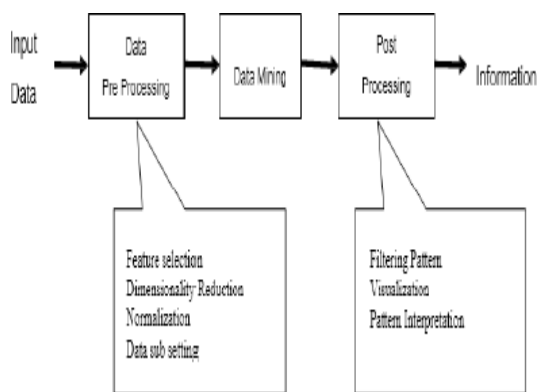 Input
Data
Data
Pre Processing
Data Mining
Post
Processing
Information
Feature selection
Dimensionality Reduction
Normalization
Data sub setting
Filtering Pattern
Visualization
Pattern Interpretation